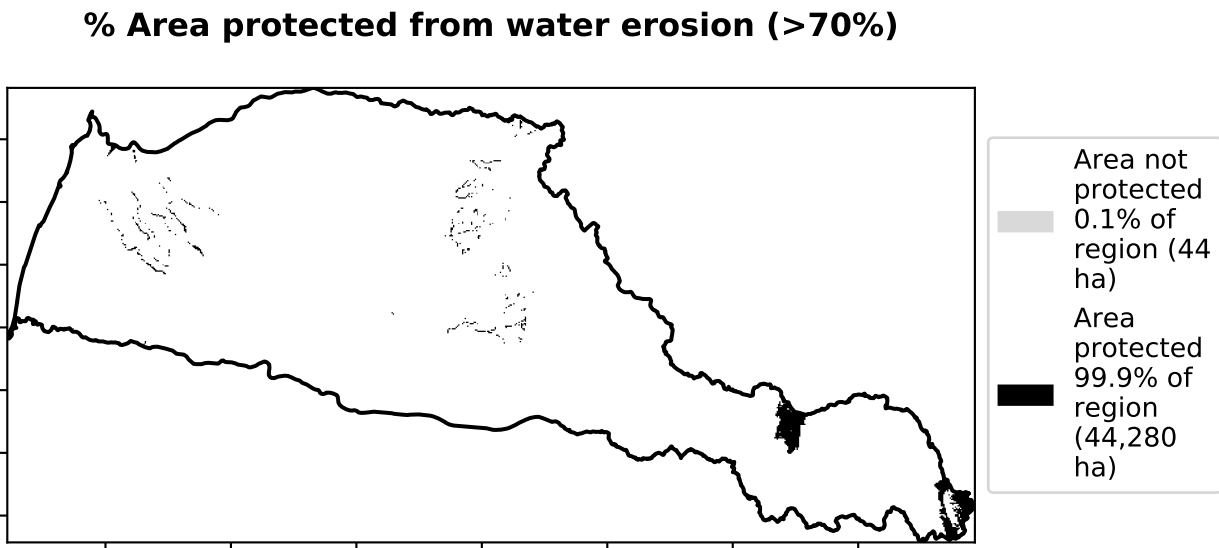 % Area protected from water erosion (>70%)
Area not
protected
0.1% of
region (44
ha)
Area
protected
99.9% of
region
(44,280
ha)